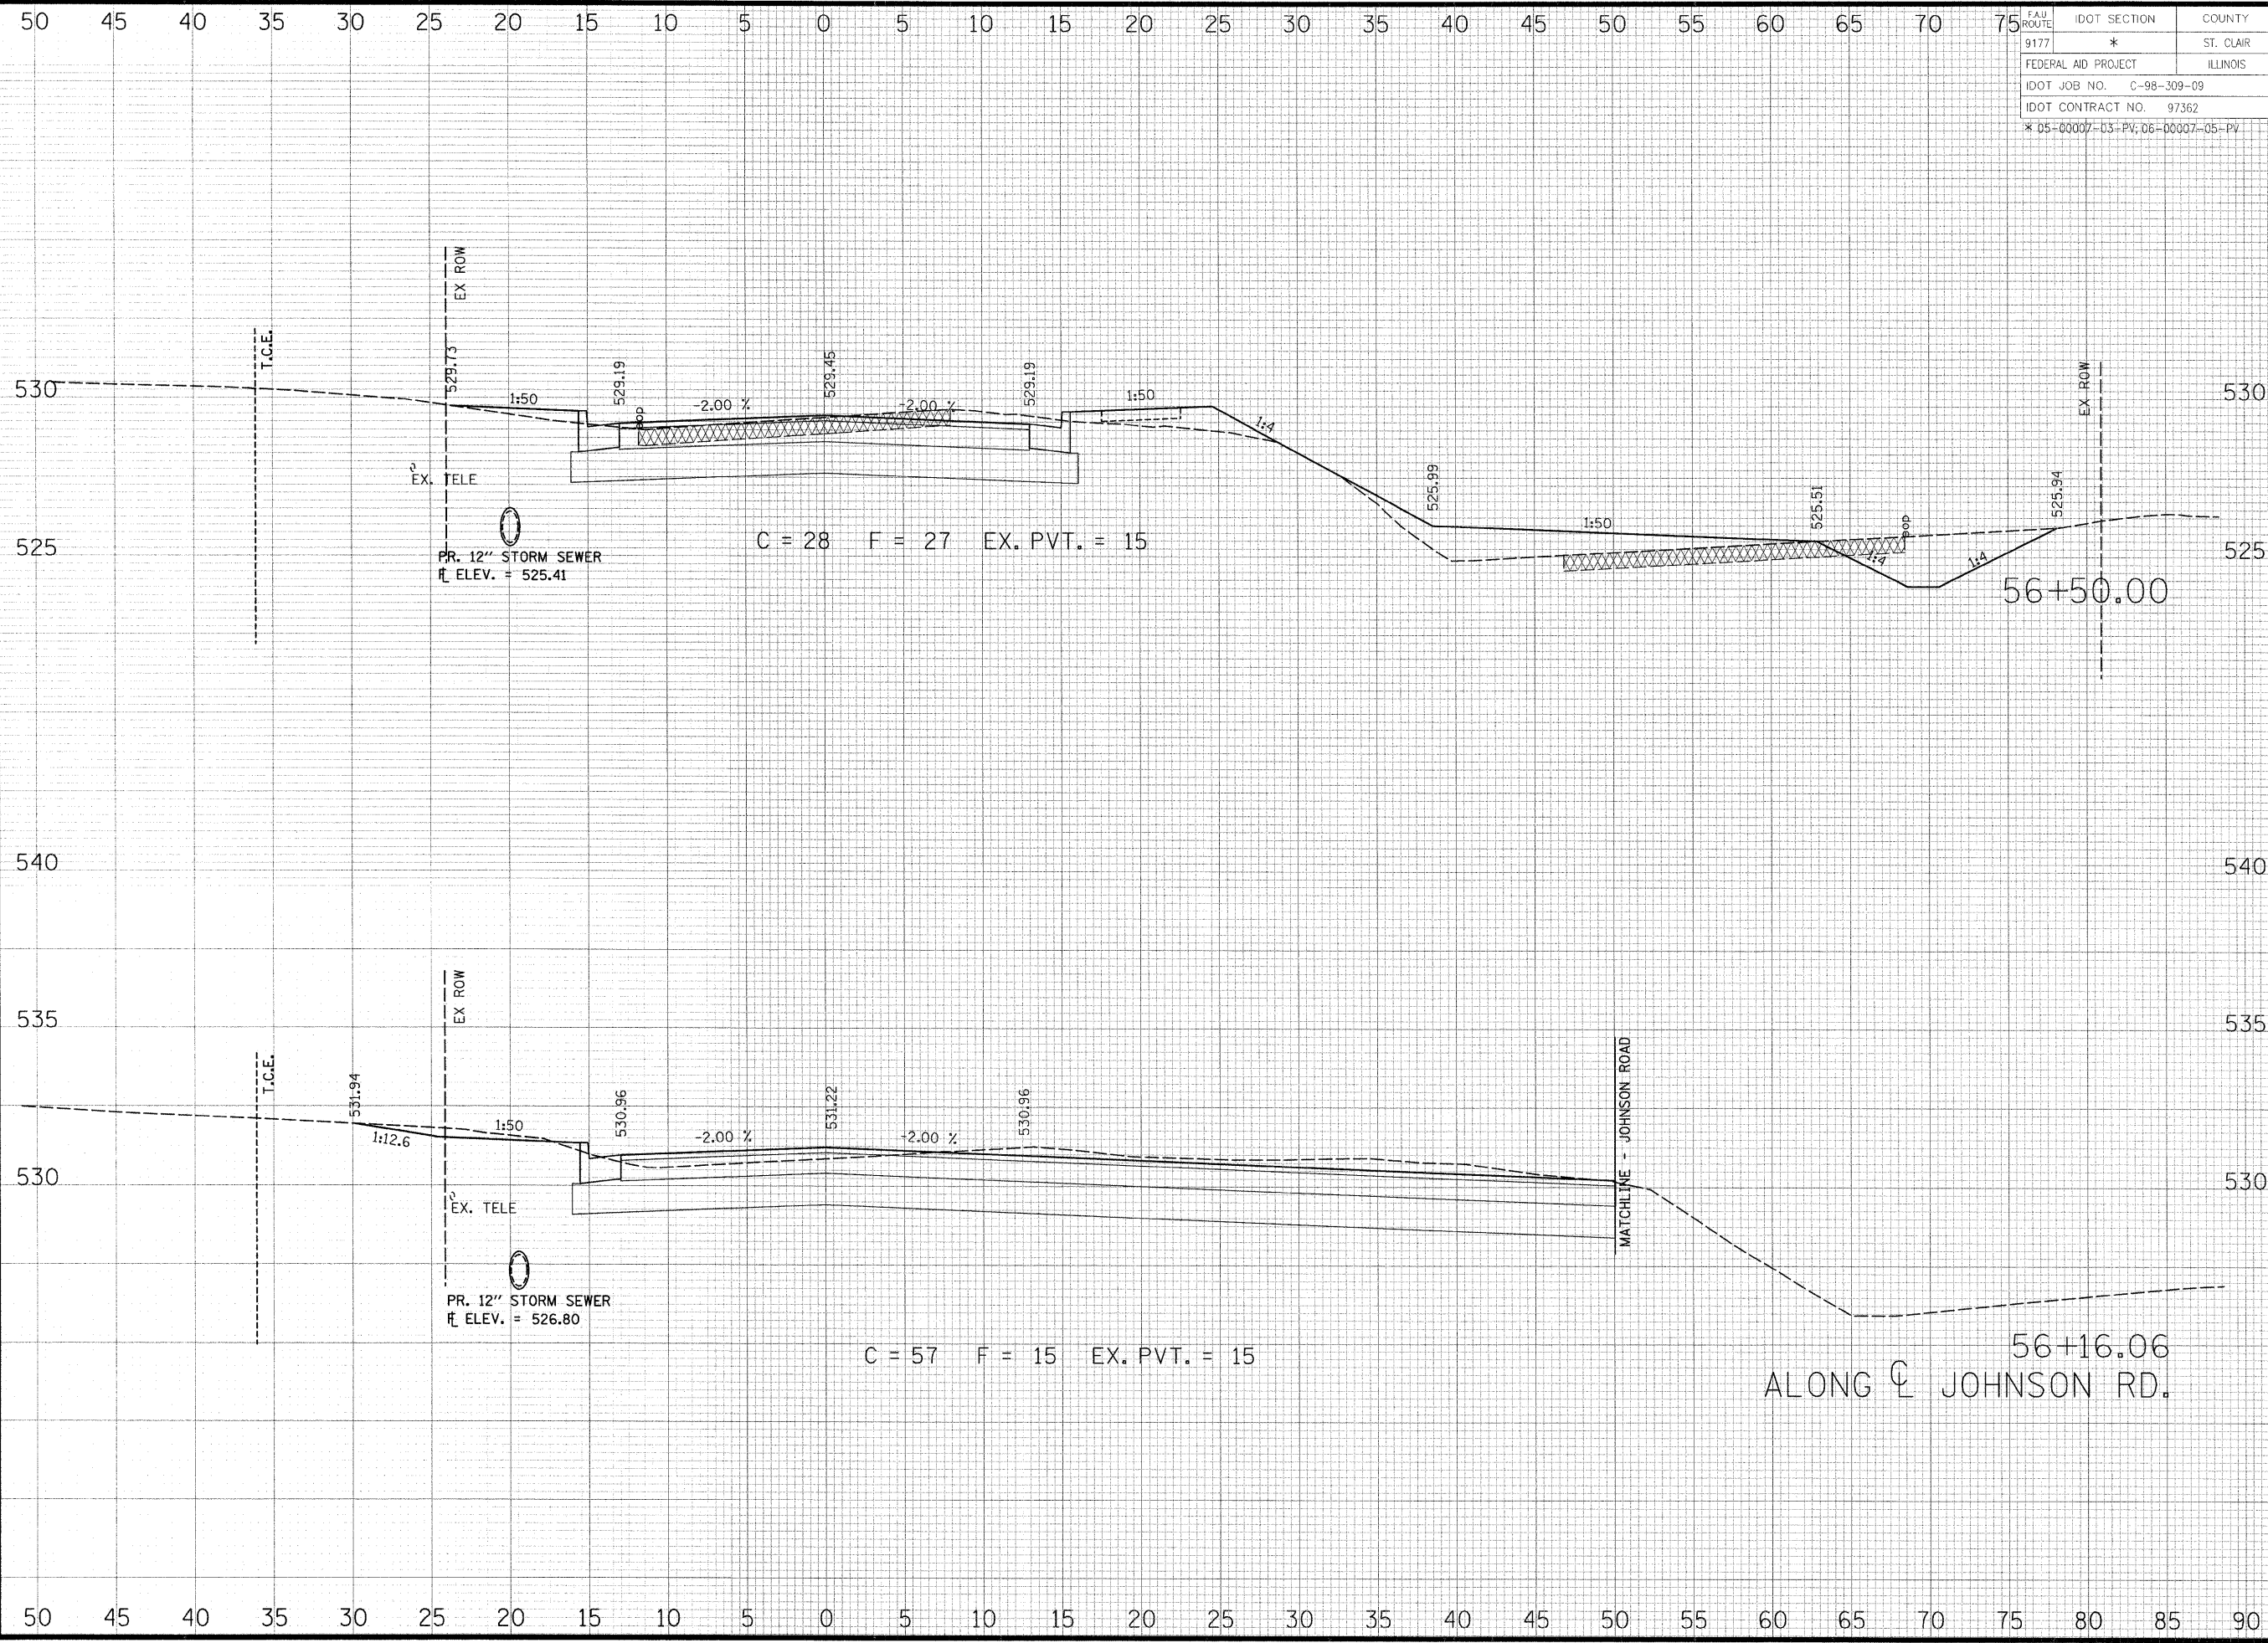 50 45 40 35 30 25 20 15 10 5 0 5 10 15 20 25 30 35 40 45 50 55 60 65 70 75
F.A.U ROUTE IDOT SECTION COUNTY
9177 * ST. CLAIR
FEDERAL AID PROJECT ILLINOIS
IDOT JOB NO. C-98-309-09
IDOT CONTRACT NO. 97362
* 05-00007-03-PV; 06-00007-05-PV
EX ROW
T.C.E.
529.73
529.19
529.45
529.19
EX ROW
530
1:50
pop
-2.00 %
-2.00 %
1:50
530
1:4
525.99
525.51
525.94
EX. TELE
525
C = 28 F = 27 EX. PVT. = 15
1:50
pop
525
PR. 12" STORM SEWER
FL ELEV. = 525.41
1:4
1:4
56+50.00
540
540
EX ROW
535
535
T.C.E.
531.94
530.96
531.22
530.96
MATCHLINE - JOHNSON ROAD
1:12.6
1:50
-2.00 %
-2.00 %
530
530
EX. TELE
PR. 12" STORM SEWER
FL ELEV. = 526.80
C = 57 F = 15 EX. PVT. = 15
56+16.06
ALONG CL JOHNSON RD.
50 45 40 35 30 25 20 15 10 5 0 5 10 15 20 25 30 35 40 45 50 55 60 65 70 75 80 85 90